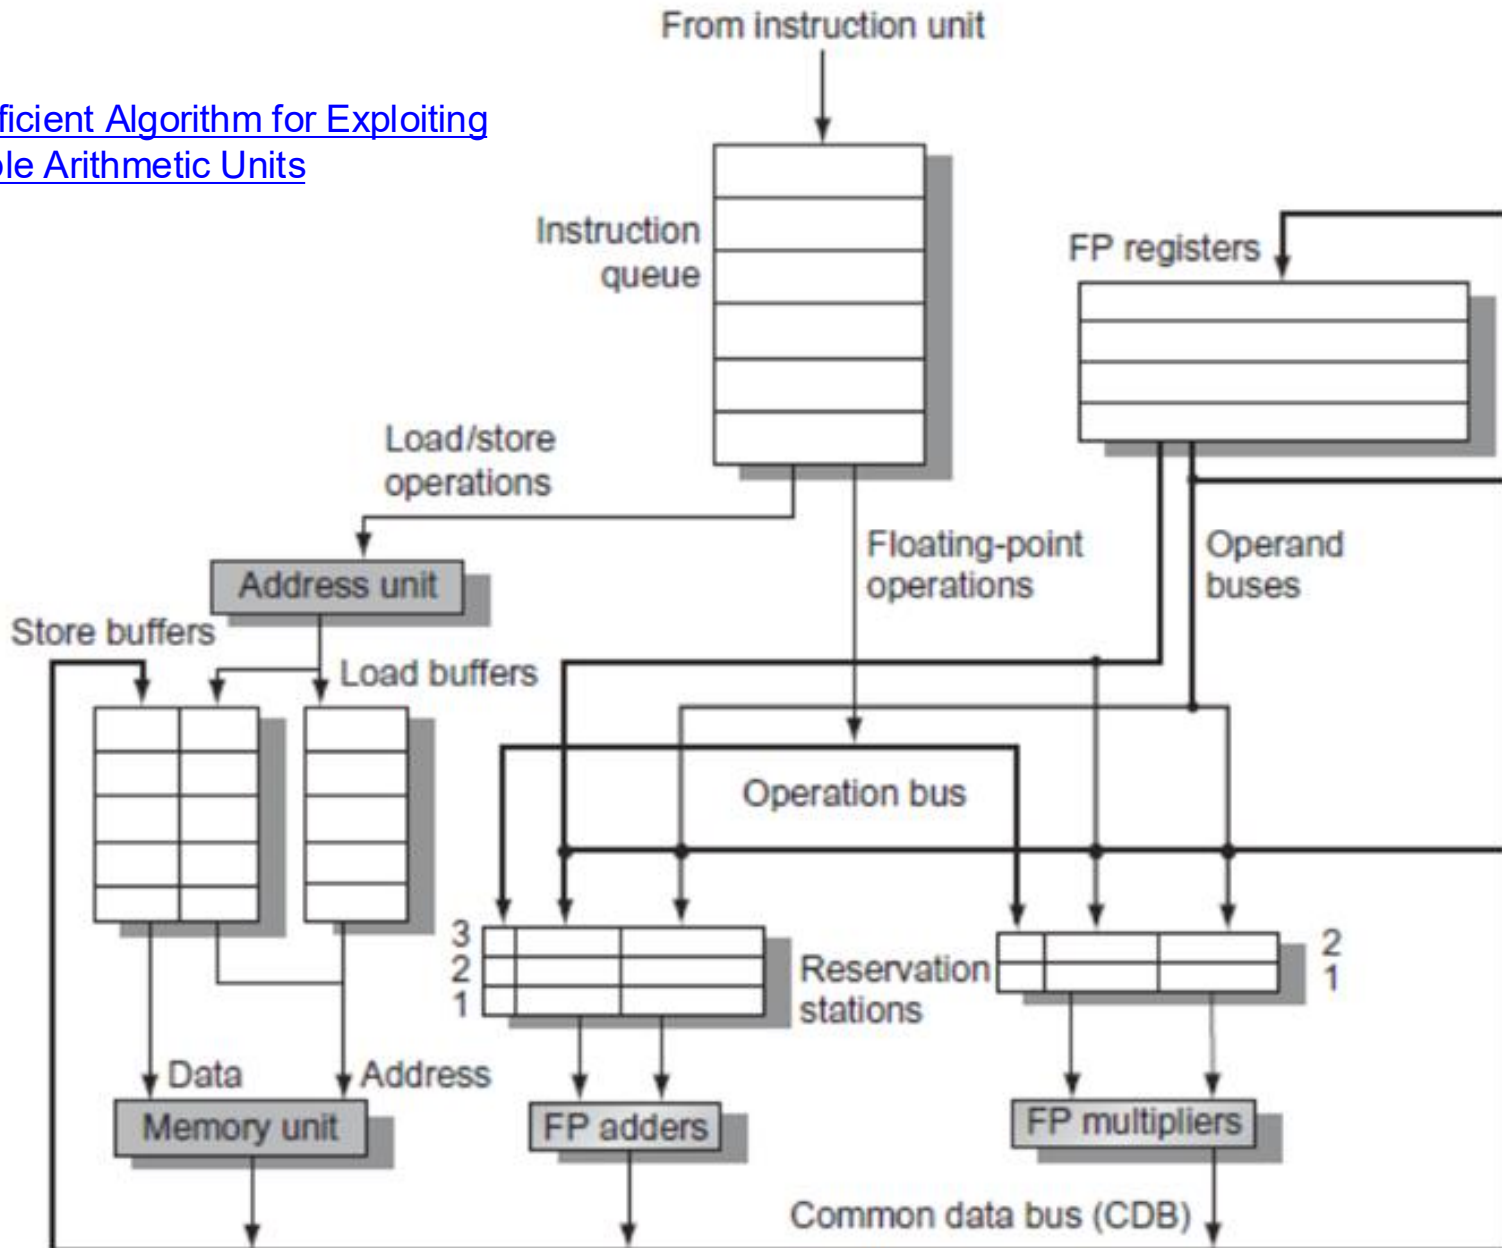 From instruction unit
Efficient Algorithm for Exploiting
Arithmetic Units
Instruction
queue
FP registers
Load/store
operations
Floating-point
operations
Operand
buses
Address unit
Store buffers
Load buffers
Operation bus
3
2
1
Reservation
stations
2
1
Data
Address
Memory unit
FP adders
FP multipliers
Common data bus (CDB)